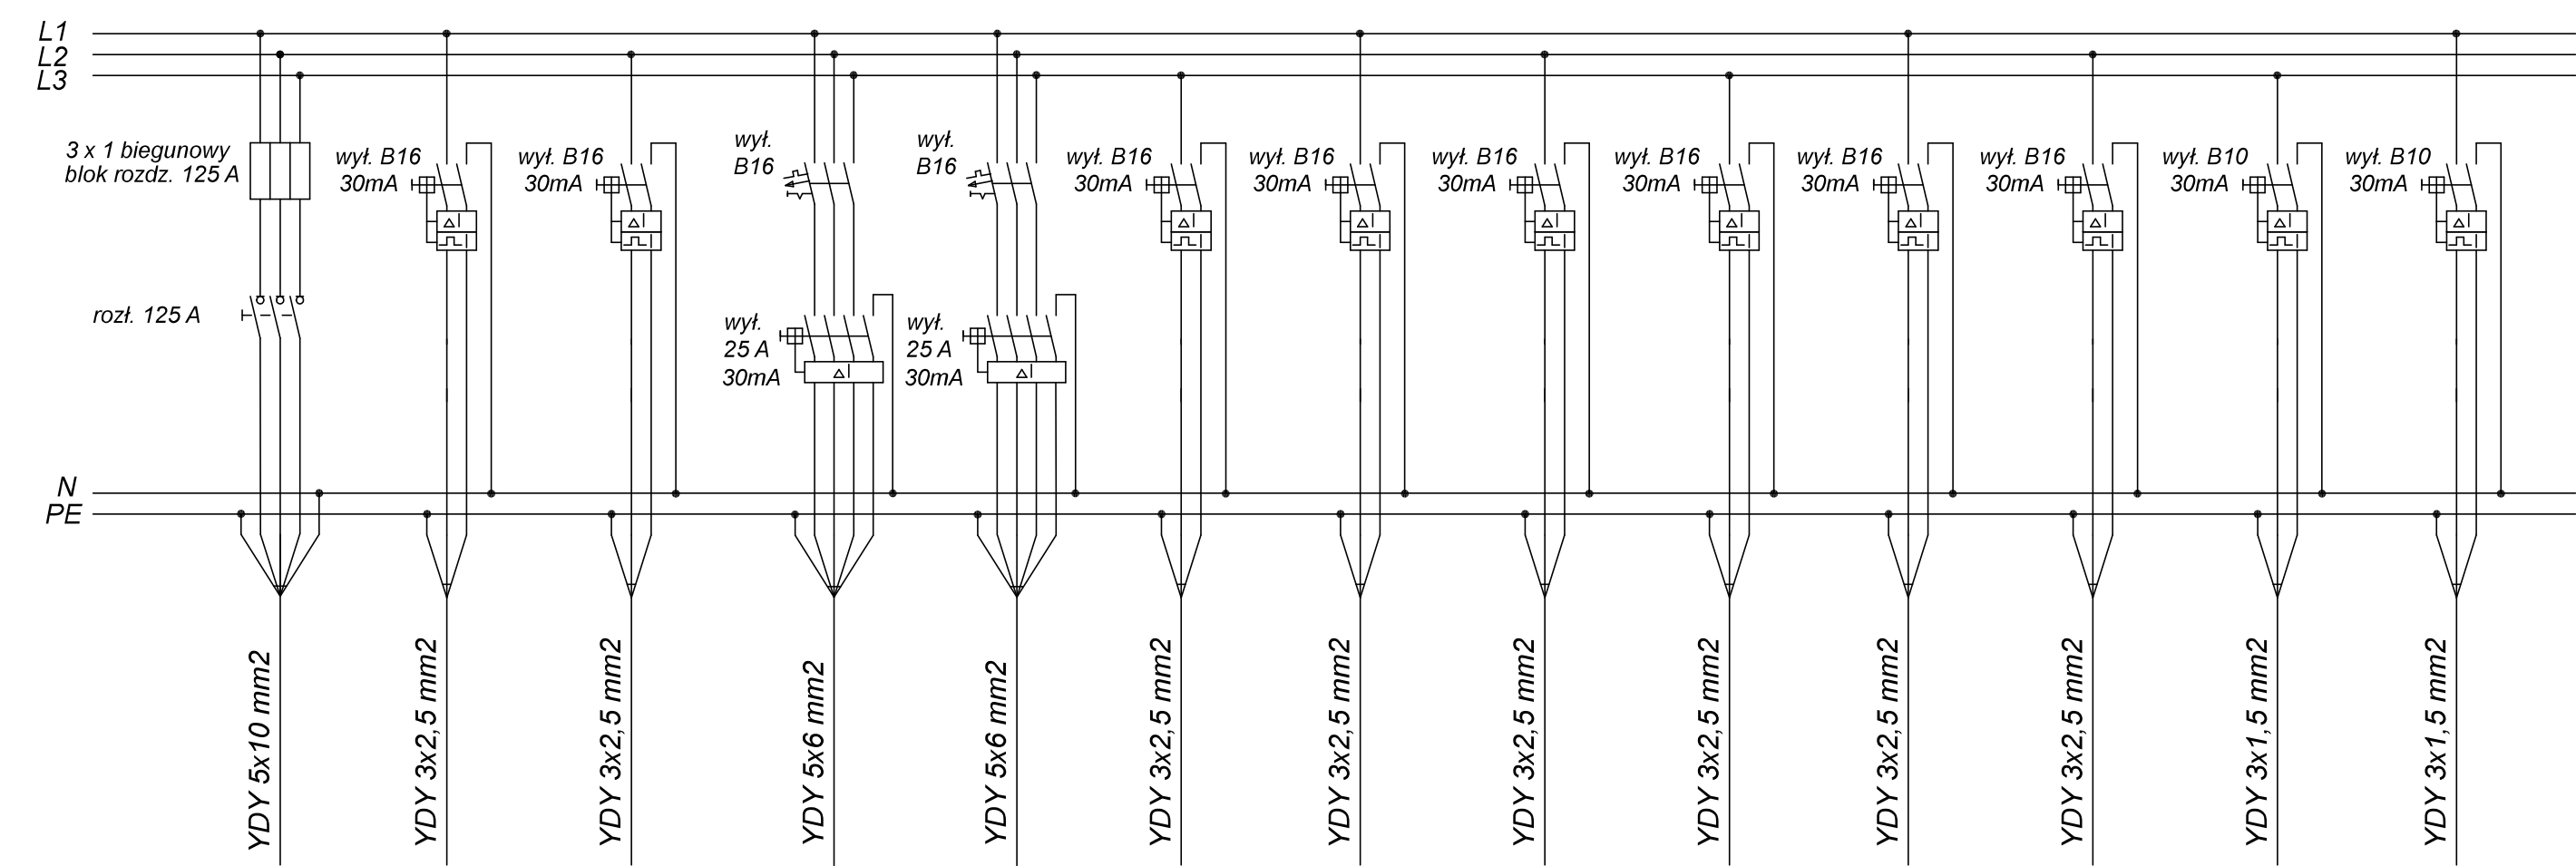 L1
L2
L3
3 x 1 biegunowy
blok rozdz. 125 A
rozł. 125 A
wył. B16
30mA
wył. B16
30mA
wył.
B16
wył.
25 A
30mA
wył.
B16
wył.
25 A
30mA
wył. B16
30mA
wył. B16
30mA
wył. B16
30mA
wył. B16
30mA
wył. B16
30mA
wył. B16
30mA
wył. B10
30mA
wył. B10
30mA
N
PE
YDY 5x10 mm2
YDY 3x2,5 mm2
YDY 3x2,5 mm2
YDY 5x6 mm2
YDY 5x6 mm2
YDY 3x2,5 mm2
YDY 3x2,5 mm2
YDY 3x2,5 mm2
YDY 3x2,5 mm2
YDY 3x2,5 mm2
YDY 3x2,5 mm2
YDY 3x1,5 mm2
YDY 3x1,5 mm2